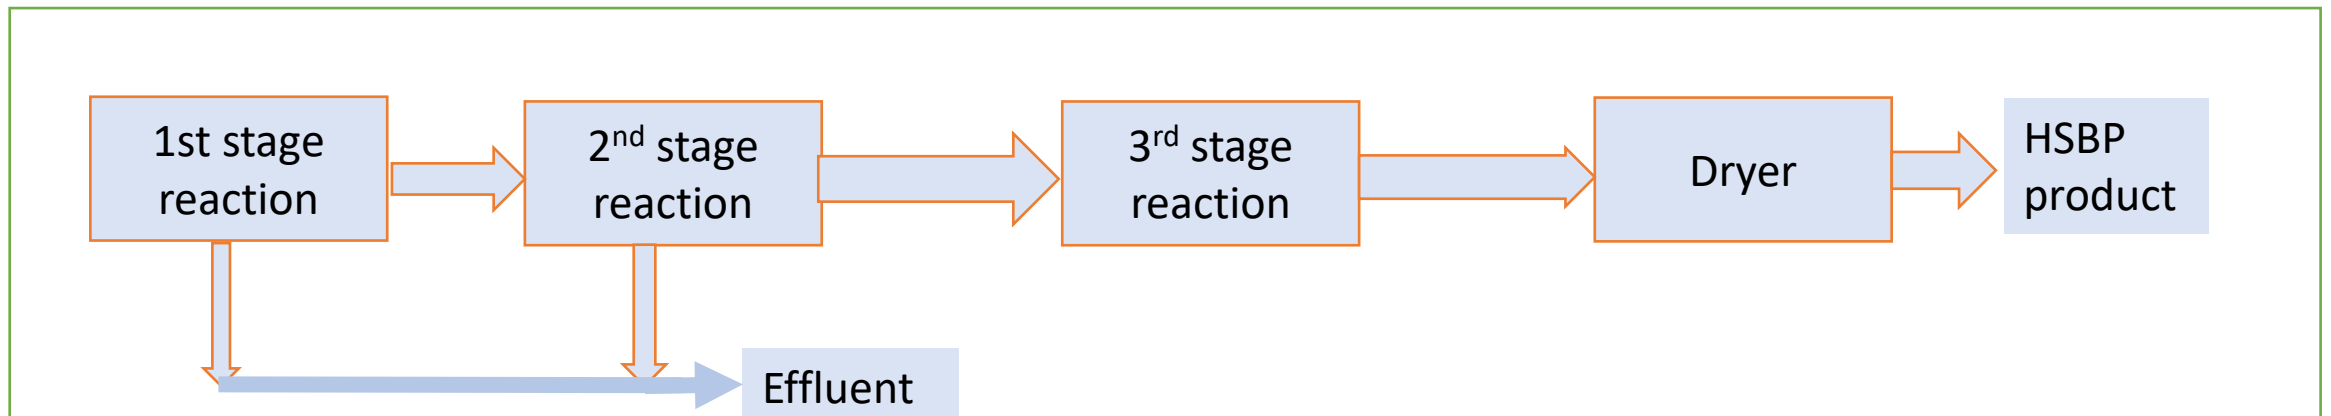 1st stage
reaction
2nd stage
reaction
3rd stage
reaction
Dryer
HSBP
product
Effluent